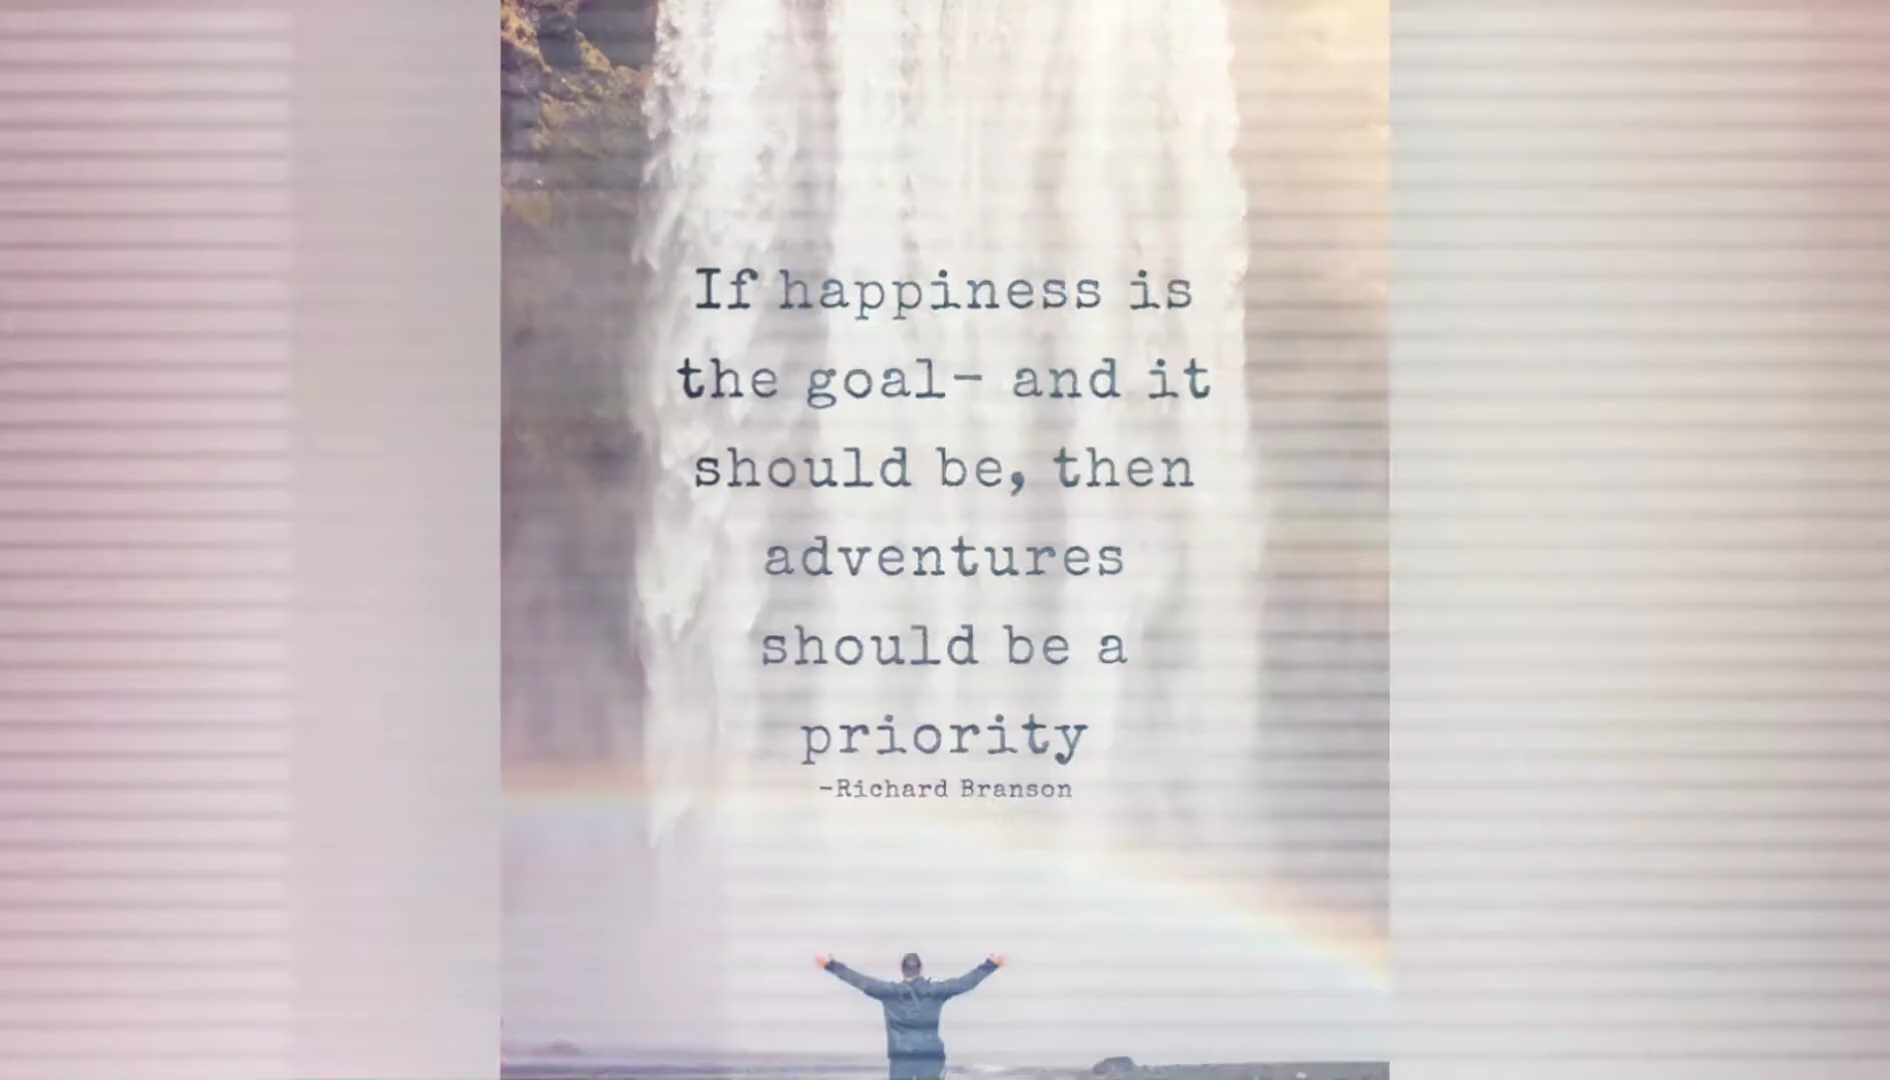 If happiness is
the goal- and it
should be, then
adventures
should be a
priority
-Richard Branson